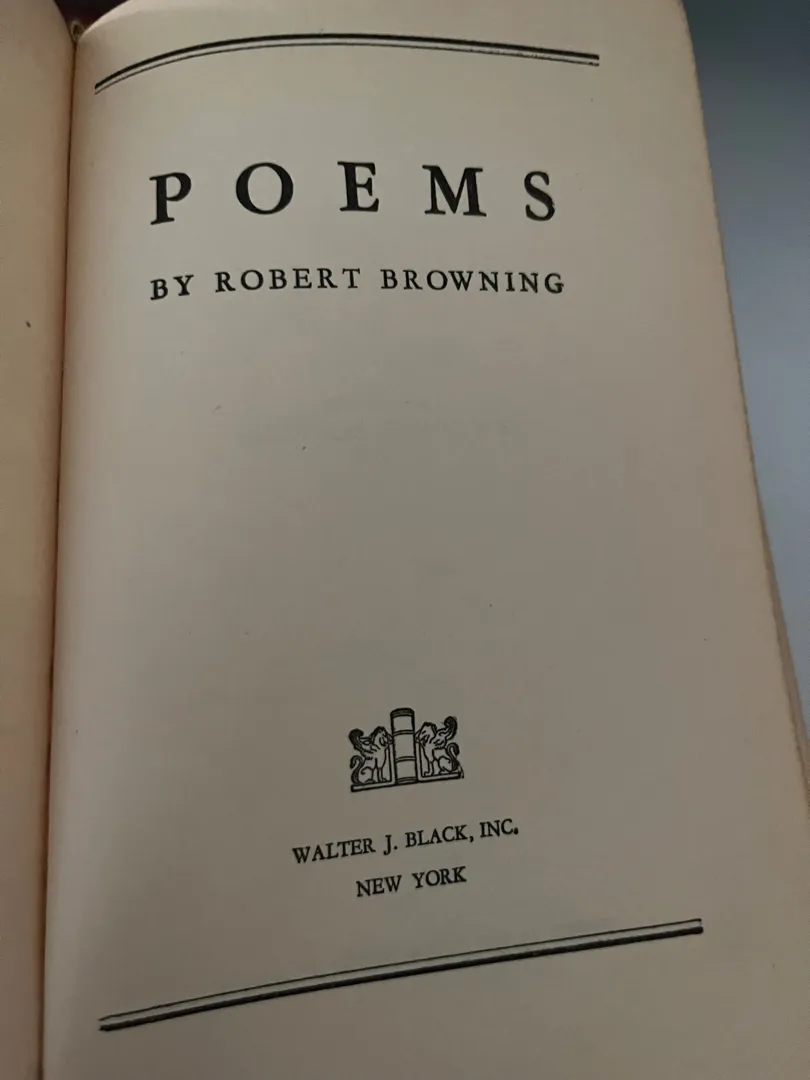 POEMS
BY ROBERT BROWNING
WALTER J. BLACK, INC.
NEW YORK